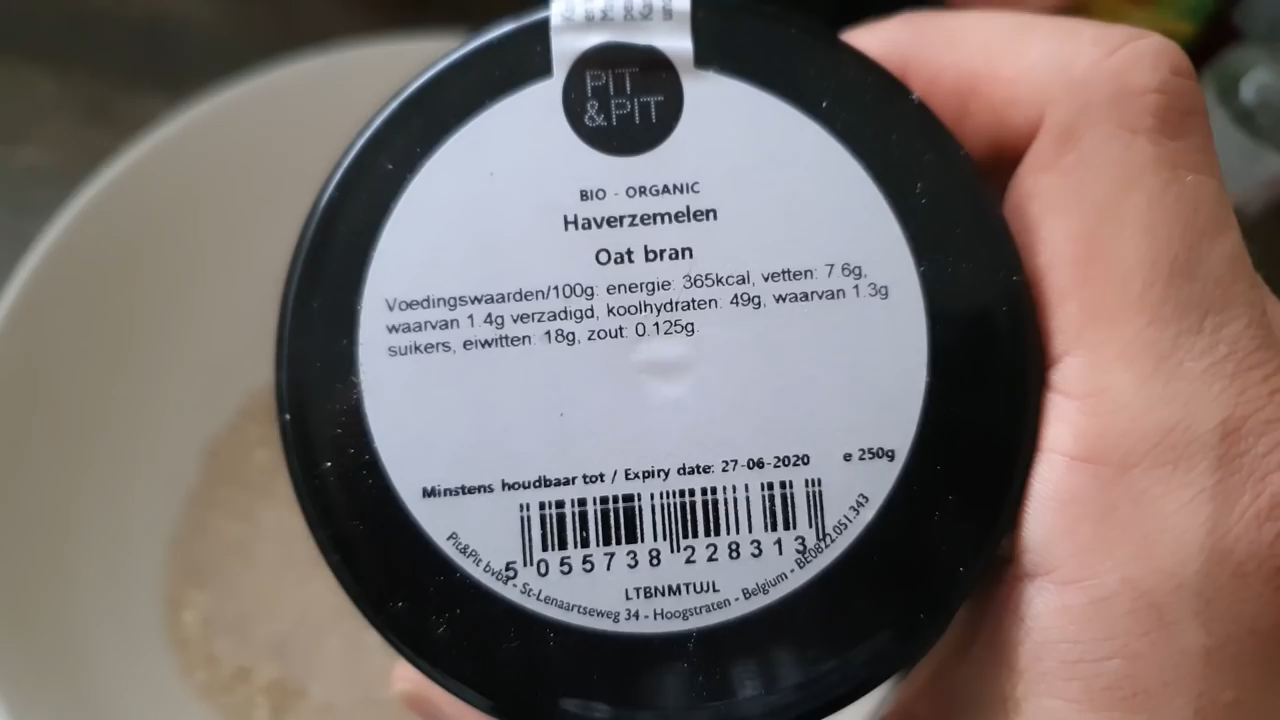 PIT
&PIT
BIO - ORGANIC
Haverzemelen
Oat bran
Voedingswaarden/100g: energie: 365kcal, vetten: 7.6g,
waarvan 1.4g verzadigd, koolhydraten: 49g, waarvan 1.3g
suikers, eiwitten: 18g, zout: 0.125g.
Minstens houdbaar tot / Expiry date: 27-06-2020 e 250g
5 055738 228313
LTBNMTUJL
Pit&Pit bvba - St-Lenaartseweg 34 - Hoogstraten - Belgium - BE0822.051.343